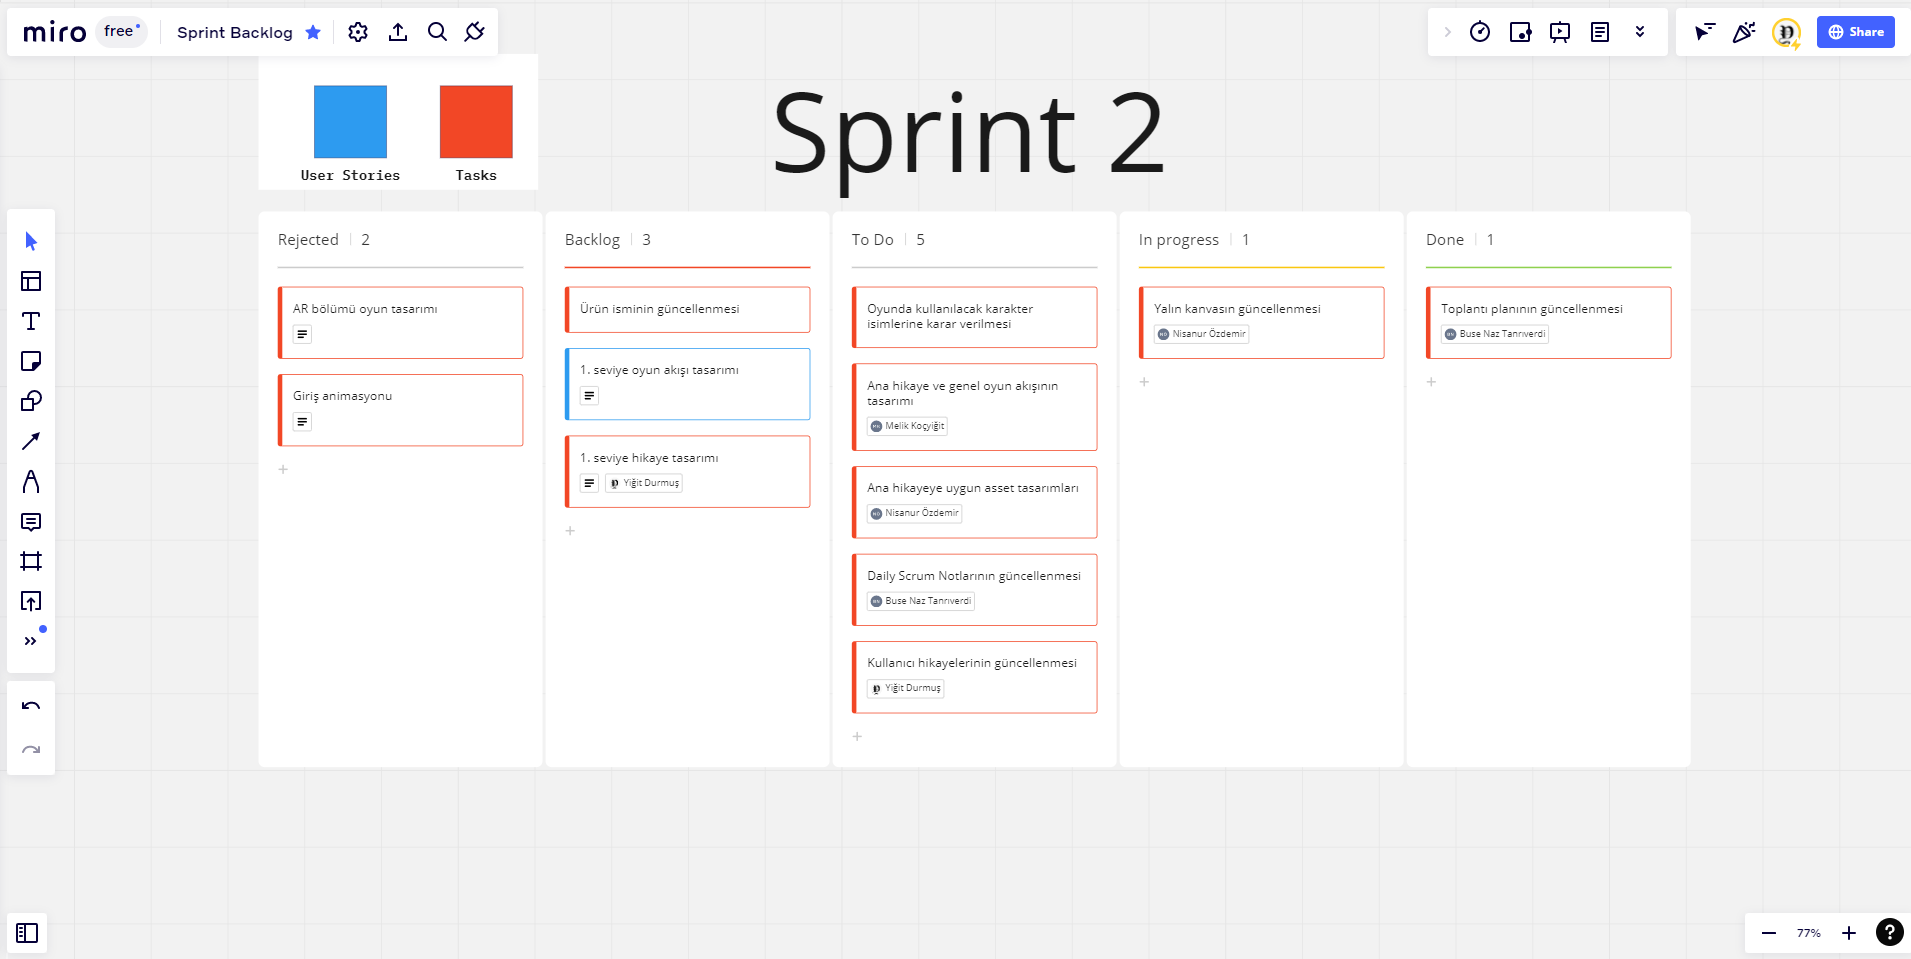 miro free Sprint Backlog
Share
User Stories Tasks
Sprint 2
Rejected 2
AR bölümü oyun tasarımı
Giriş animasyonu
+
Backlog 3
Ürün isminin güncellenmesi
1. seviye oyun akışı tasarımı
1. seviye hikaye tasarımı
Yiğit Durmuş
+
To Do 5
Oyunda kullanılacak karakter
isimlerine karar verilmesi
Ana hikaye ve genel oyun akışının
tasarımı
Melik Koçyiğit
Ana hikayeye uygun asset tasarımları
Nisanur Özdemir
Daily Scrum Notlarının güncellenmesi
Buse Naz Tanrıverdi
Kullanıcı hikayelerinin güncellenmesi
Yiğit Durmuş
+
In progress 1
Yalın kanvasın güncellenmesi
Nisanur Özdemir
+
Done 1
Toplantı planının güncellenmesi
Buse Naz Tanrıverdi
+
77%
?